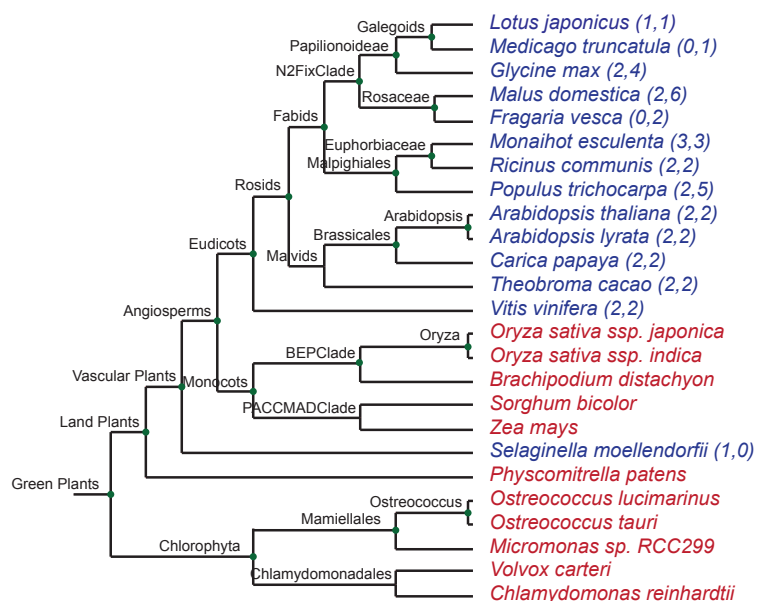 Lotus japonicus (1,1)
Galegoids
Medicago truncatula (0,1)
Papilionoideae
Glycine max (2,4)
N2FixClade
Malus domestica (2,6)
Rosaceae
Fragaria vesca (0,2)
Fabids
Monaihot esculenta (3,3)
Euphorbiaceae
Ricinus communis (2,2)
Malpighiales
Populus trichocarpa (2,5)
Rosids
Arabidopsis thaliana (2,2)
Arabidopsis
Arabidopsis lyrata (2,2)
Brassicales
Eudicots
Malvids
Carica papaya (2,2)
Theobroma cacao (2,2)
Vitis vinifera (2,2)
Angiosperms
Oryza sativa ssp. japonica
Oryza
BEPClade
Oryza sativa ssp. indica
Vascular Plants
Monocots
Brachipodium distachyon
PACCMADClade
Sorghum bicolor
Land Plants
Zea mays
Selaginella moellendorfii (1,0)
Physcomitrella patens
Green Plants
Ostreococcus
Ostreococcus lucimarinus
Mamiellales
Ostreococcus tauri
Chlorophyta
Micromonas sp. RCC299
Chlamydomonadales
Volvox carteri
Chlamydomonas reinhardtii